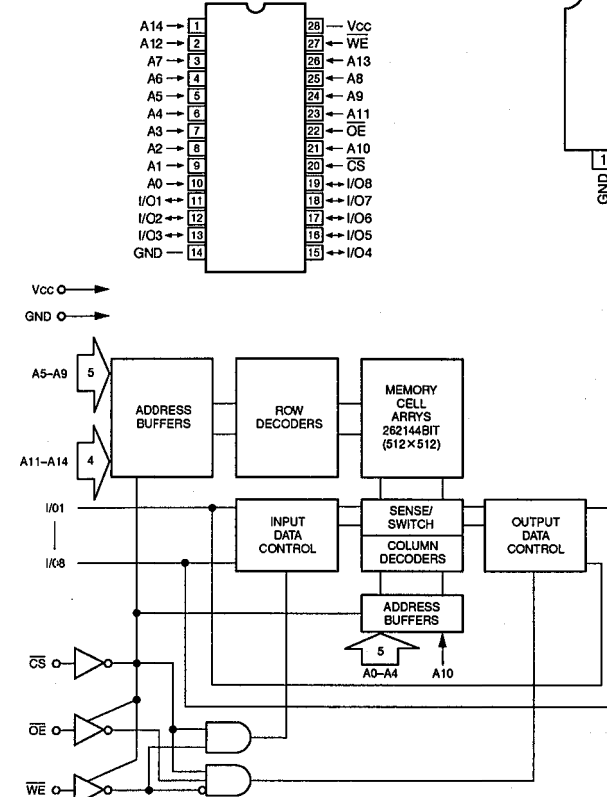 A14 1 28 Vcc
A12 2 27 WE
A7 3 26 A13
A6 4 25 A8
A5 5 24 A9
A4 6 23 A11
A3 7 22 OE
A2 8 21 A10
A1 9 20 CS
A0 10 19 I/O8
I/O1 11 18 I/O7
I/O2 12 17 I/O6
I/O3 13 16 I/O5
GND 14 15 I/O4
1
GND
Vcc
GND
A5–A9 5
A11–A14 4
ADDRESS
BUFFERS
ROW
DECODERS
MEMORY
CELL
ARRYS
262144BIT
(512×512)
I/01
I/08
INPUT
DATA
CONTROL
SENSE/
SWITCH
COLUMN
DECODERS
OUTPUT
DATA
CONTROL
ADDRESS
BUFFERS
5
A0–A4 A10
CS
OE
WE